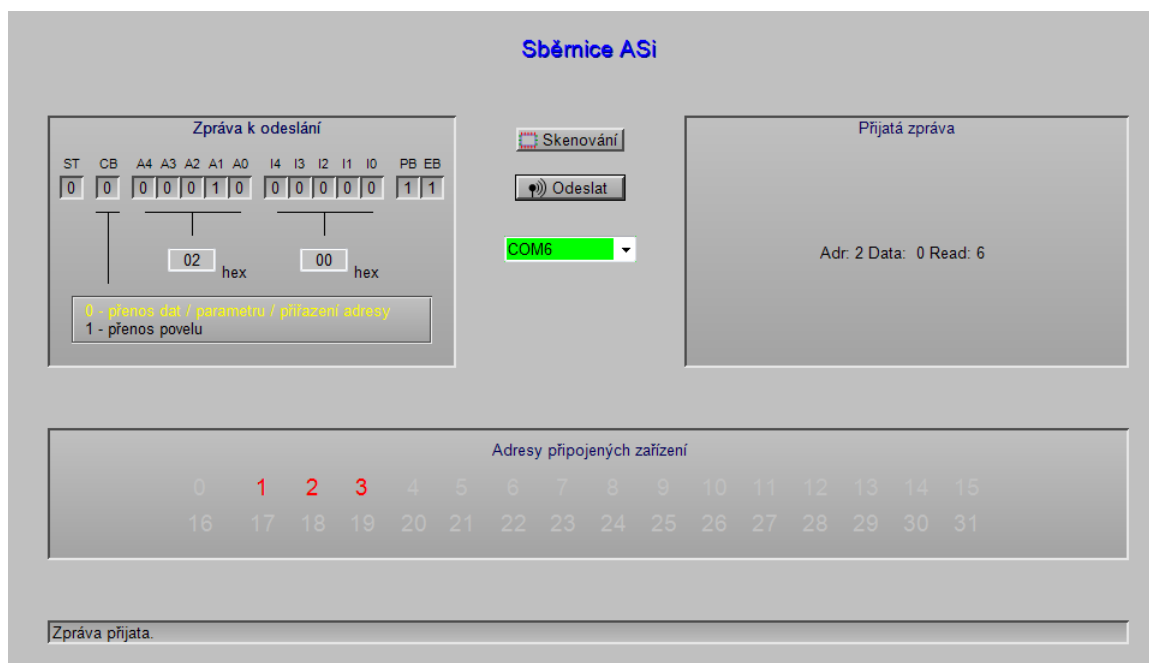 Sběrnice ASi
Zpráva k odeslání
ST CB A4 A3 A2 A1 A0 I4 I3 I2 I1 I0 PB EB
0 0 0 0 0 1 0 0 0 0 0 0 1 1
02 hex 00 hex
0 - přenos dat / parametru / přiřazení adresy
1 - přenos povelu
Skenování
Odeslat
COM6
Přijatá zpráva
Adr: 2 Data: 0 Read: 6
Adresy připojených zařízení
0 1 2 3 4 5 6 7 8 9 10 11 12 13 14 15
16 17 18 19 20 21 22 23 24 25 26 27 28 29 30 31
Zpráva přijata.